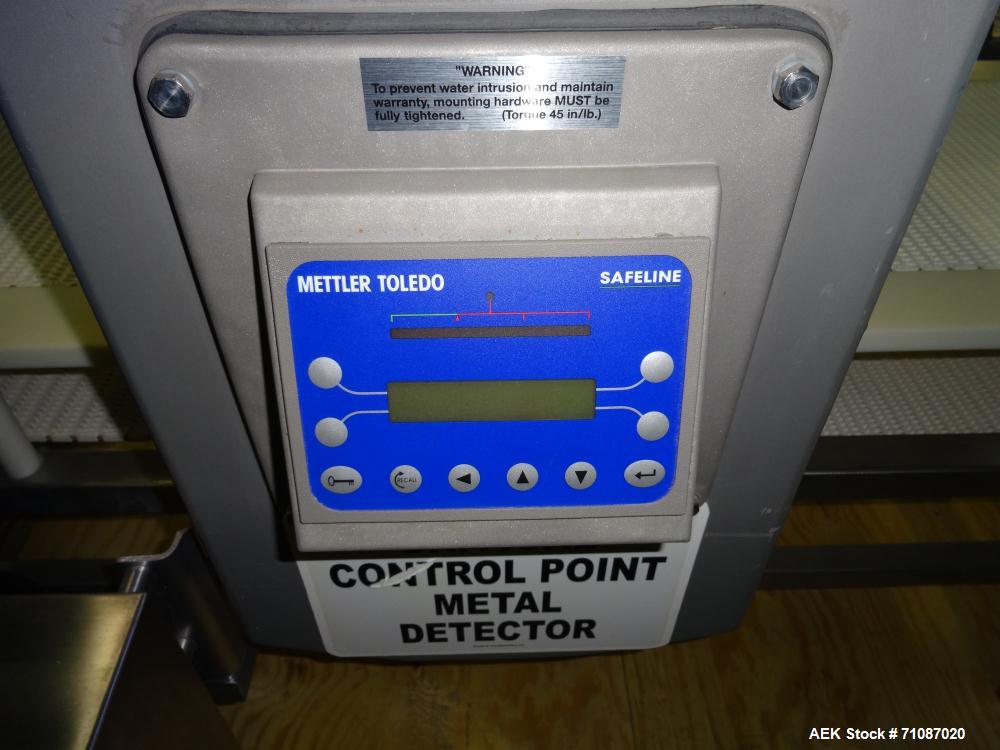 "WARNING"
To prevent water intrusion and maintain
warranty, mounting hardware MUST be
fully tightened. (Torque 45 in/lb.)
METTLER TOLEDO
SAFELINE
RECALL
CONTROL POINT
METAL
DETECTOR
AEK Stock # 71087020